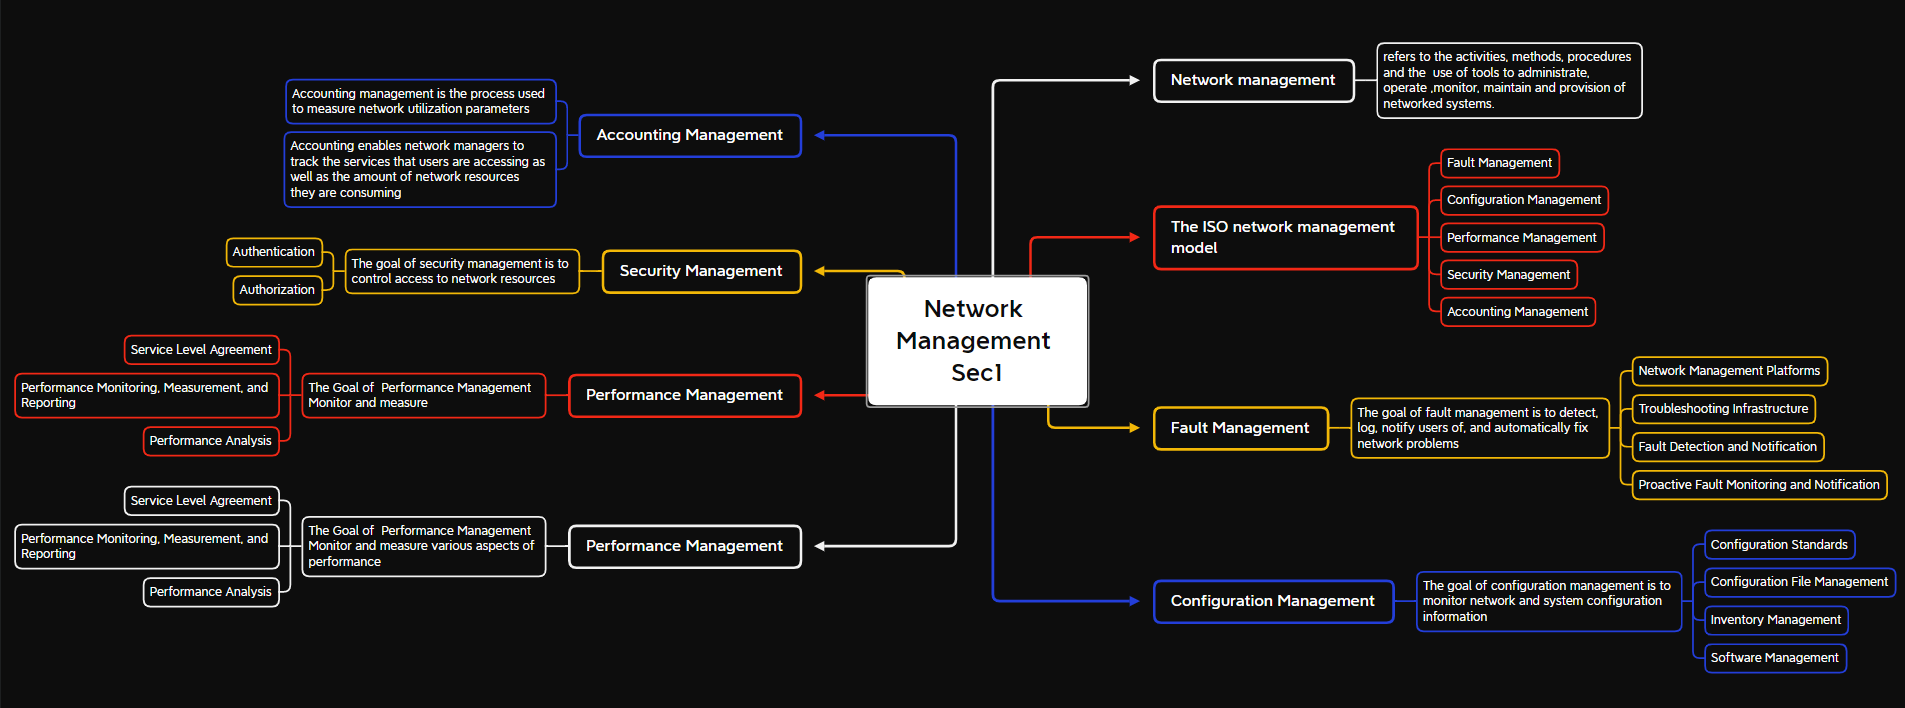 Network
Management
Sec1
Network management
refers to the activities, methods, procedures
and the  use of tools to administrate,
operate ,monitor, maintain and provision of
networked systems.
The ISO network management
model
Fault Management
Configuration Management
Performance Management
Security Management
Accounting Management
Fault Management
The goal of fault management is to detect,
log, notify users of, and automatically fix
network problems
Network Management Platforms
Troubleshooting Infrastructure
Fault Detection and Notification
Proactive Fault Monitoring and Notification
Configuration Management
The goal of configuration management is to
monitor network and system configuration
information
Configuration Standards
Configuration File Management
Inventory Management
Software Management
Accounting Management
Accounting management is the process used
to measure network utilization parameters
Accounting enables network managers to
track the services that users are accessing as
well as the amount of network resources
they are consuming
Security Management
The goal of security management is to
control access to network resources
Authentication
Authorization
Performance Management
The Goal of  Performance Management
Monitor and measure
Service Level Agreement
Performance Monitoring, Measurement, and
Reporting
Performance Analysis
Performance Management
The Goal of  Performance Management
Monitor and measure various aspects of
performance
Service Level Agreement
Performance Monitoring, Measurement, and
Reporting
Performance Analysis